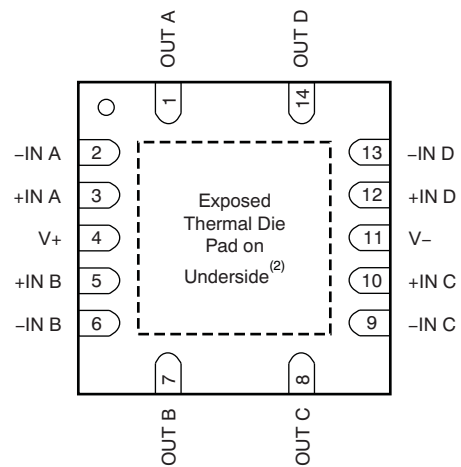 OUT A
OUT D
1
14
−IN A 2
13 −IN D
+IN A 3
12 +IN D
V+ 4
11 V−
+IN B 5
10 +IN C
−IN B 6
9 −IN C
Exposed
Thermal Die
Pad on
Underside(2)
7
8
OUT B
OUT C